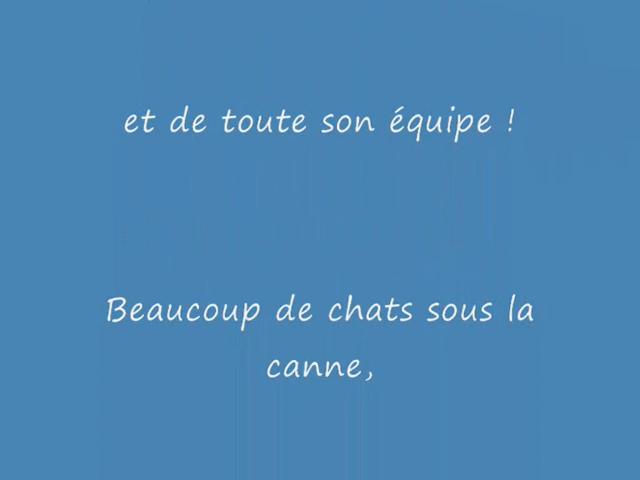 et de toute son équipe !
Beaucoup de chats sous la
canne,